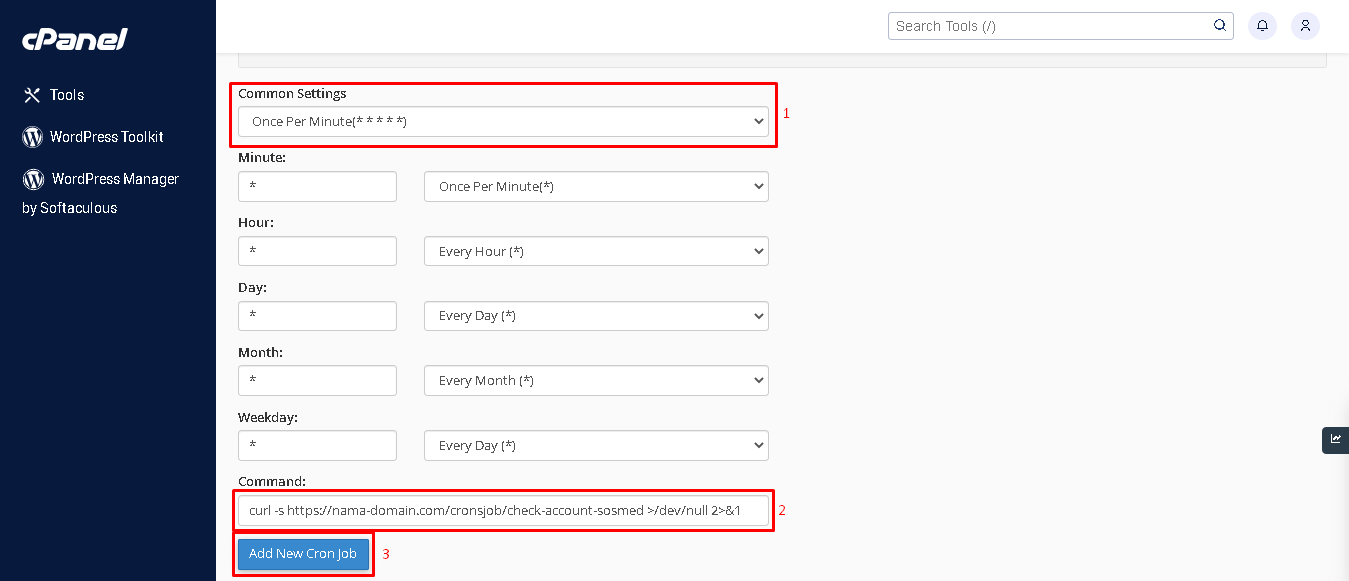 cPanel
Search Tools (/)
Tools
WordPress Toolkit
WordPress Manager
by Softaculous
Common Settings
Once Per Minute(* * * * *)
1
Minute:
*
Once Per Minute(*)
Hour:
*
Every Hour (*)
Day:
*
Every Day (*)
Month:
*
Every Month (*)
Weekday:
*
Every Day (*)
Command:
curl -s https://nama-domain.com/cronsjob/check-account-sosmed >/dev/null 2>&1
2
Add New Cron Job
3